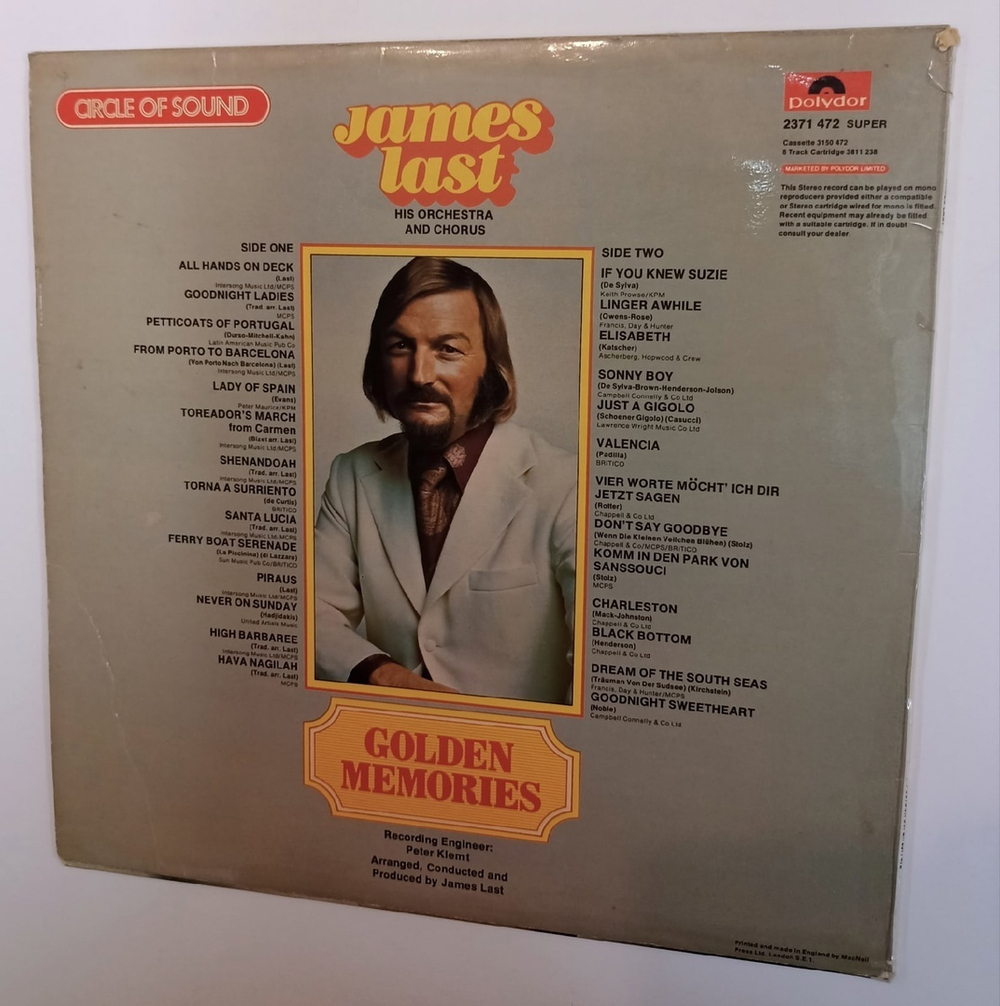 CIRCLE OF SOUND
James
last
HIS ORCHESTRA
AND CHORUS
polydor
2371 472 SUPER
Cassette 3150 472
8 Track Cartridge 3811 238
MARKETED BY POLYDOR LIMITED
This Stereo record can be played on mono
reproducers provided either a compatible
or Stereo cartridge wired for mono is fitted.
Recent equipment may already be fitted
with a suitable cartridge. If in doubt
consult your dealer.
SIDE ONE
ALL HANDS ON DECK
(Last)
Intersong Music Ltd/MCPS
GOODNIGHT LADIES
(Trad. arr. Last)
MCPS
PETTICOATS OF PORTUGAL
(Durso-Mitchell-Kahn)
Latin American Music Pub Co
FROM PORTO TO BARCELONA
(Von Porto Nach Barcelona) (Last)
Intersong Music Ltd/MCPS
LADY OF SPAIN
(Evans)
Peter Maurice/KPM
TOREADOR'S MARCH
from Carmen
(Bizet arr. Last)
Intersong Music Ltd/MCPS
SHENANDOAH
(Trad. arr. Last)
Intersong Music Ltd/MCPS
TORNA A SURRIENTO
(de Curtis)
BRITICO
SANTA LUCIA
(Trad. arr. Last)
Intersong Music Ltd.MCPS
FERRY BOAT SERENADE
(La Piccinina) (di Lazzaro)
Sun Music Pub Co/BRITICO
PIRAUS
(Last)
Intersong Music Ltd/MCPS
NEVER ON SUNDAY
(Hadjidakis)
United Artists Music
HIGH BARBAREE
(Trad. arr. Last)
Intersong Music Ltd/MCPS
HAVA NAGILAH
(Trad. arr. Last)
MCPS
SIDE TWO
IF YOU KNEW SUZIE
(De Sylva)
Keith Prowse/KPM
LINGER AWHILE
(Owens-Rose)
Francis, Day & Hunter
ELISABETH
(Katscher)
Ascherberg, Hopwood & Crew
SONNY BOY
(De Sylva-Brown-Henderson-Jolson)
Campbell Connelly & Co Ltd
JUST A GIGOLO
(Schoener Gigolo) (Casucci)
Lawrence Wright Music Co Ltd
VALENCIA
(Padilla)
BRITICO
VIER WORTE MÖCHT' ICH DIR
JETZT SAGEN
(Rotter)
Chappell & Co Ltd
DON'T SAY GOODBYE
(Wenn Die Kleinen Veilchen Blühen) (Stolz)
Chappell & Co/MCPS/BRITICO
KOMM IN DEN PARK VON
SANSSOUCI
(Stolz)
MCPS
CHARLESTON
(Mack-Johnston)
Chappell & Co Ltd
BLACK BOTTOM
(Henderson)
Chappell & Co Ltd
DREAM OF THE SOUTH SEAS
(Träuman Von Der Sudsee) (Kirchstein)
Francis, Day & Hunter/MCPS
GOODNIGHT SWEETHEART
(Noble)
Campbell Connelly & Co Ltd
GOLDEN
MEMORIES
Recording Engineer:
Peter Klemt
Arranged, Conducted and
Produced by James Last
Printed and made in England by MacNeill
Press Ltd. London S.E.1.